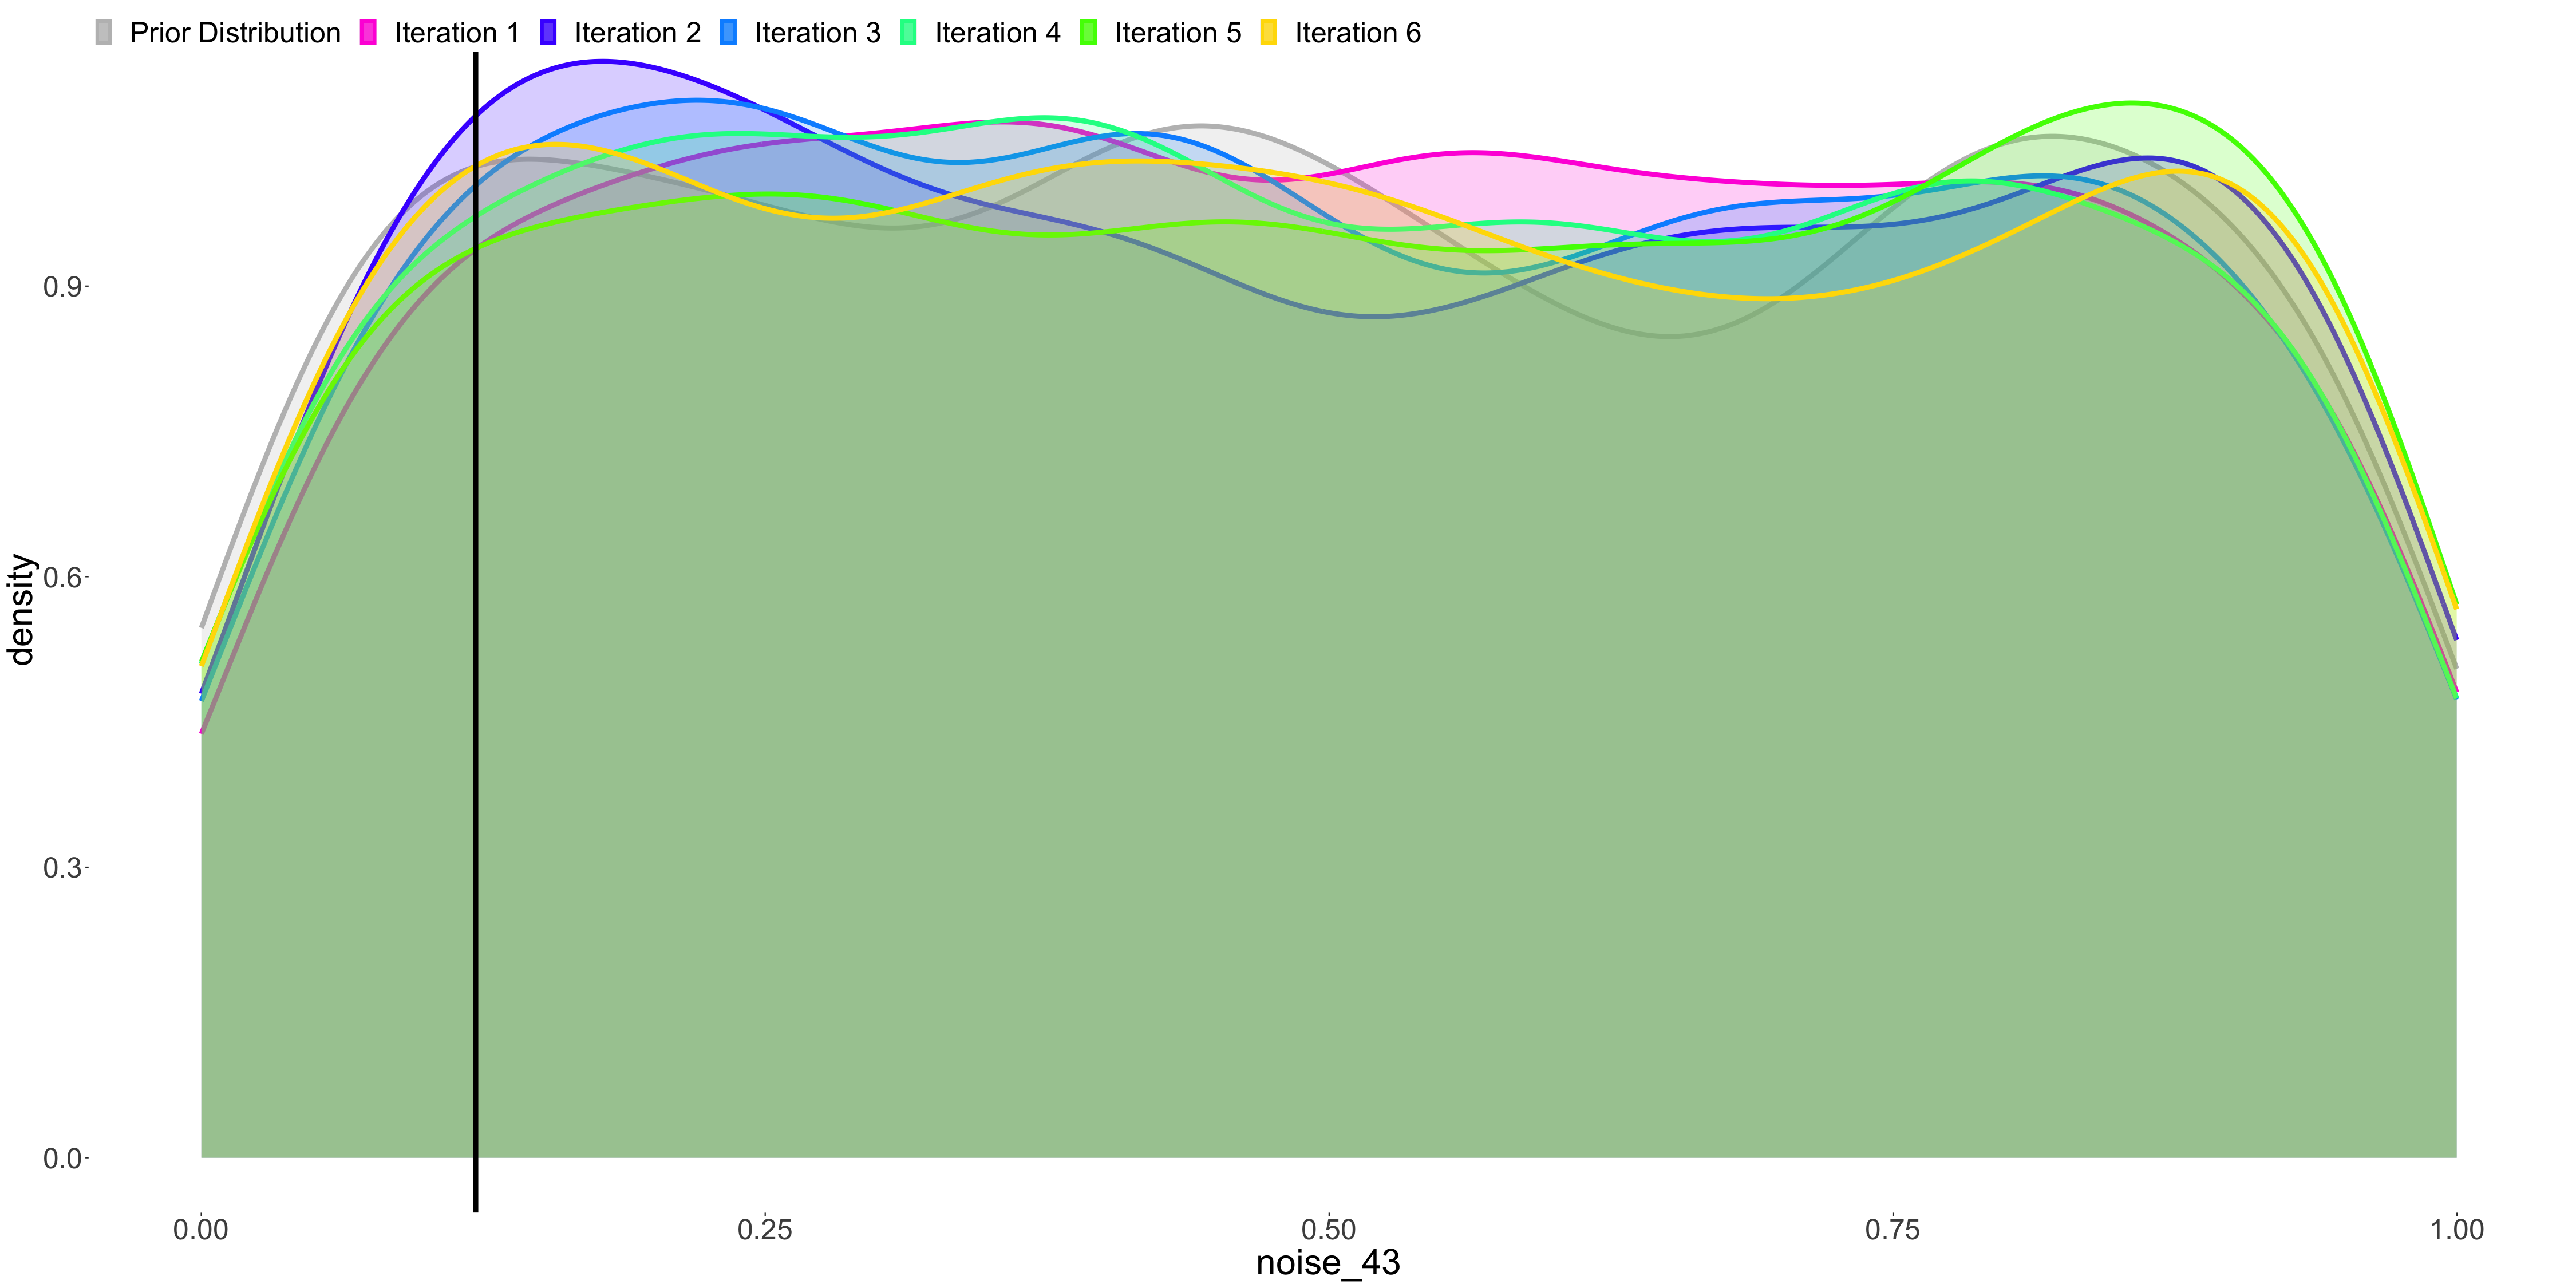 Prior Distribution Iteration 1 Iteration 2 Iteration 3 Iteration 4 Iteration 5 Iteration 6
density
0.9
0.6
0.3
0.0
0.00 0.25 0.50 0.75 1.00
noise_43